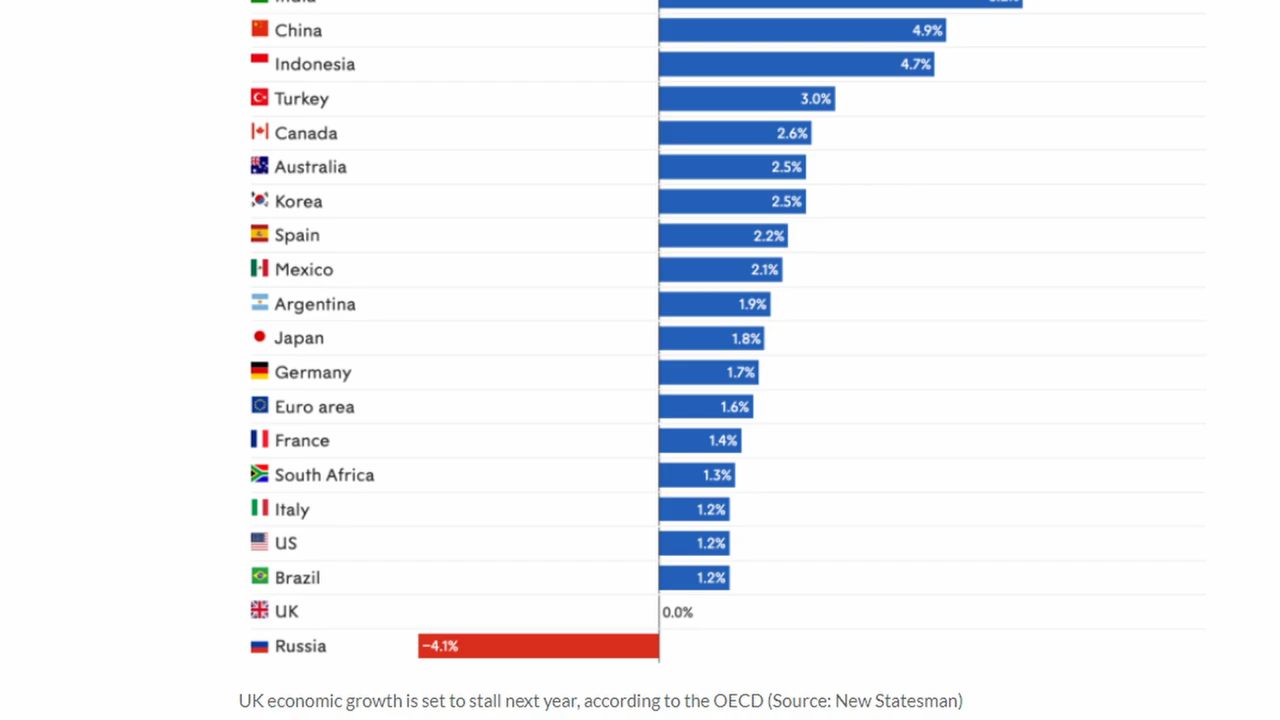 China 4.9%
Indonesia 4.7%
Turkey 3.0%
Canada 2.6%
Australia 2.5%
Korea 2.5%
Spain 2.2%
Mexico 2.1%
Argentina 1.9%
Japan 1.8%
Germany 1.7%
Euro area 1.6%
France 1.4%
South Africa 1.3%
Italy 1.2%
US 1.2%
Brazil 1.2%
UK 0.0%
Russia −4.1%
UK economic growth is set to stall next year, according to the OECD (Source: New Statesman)